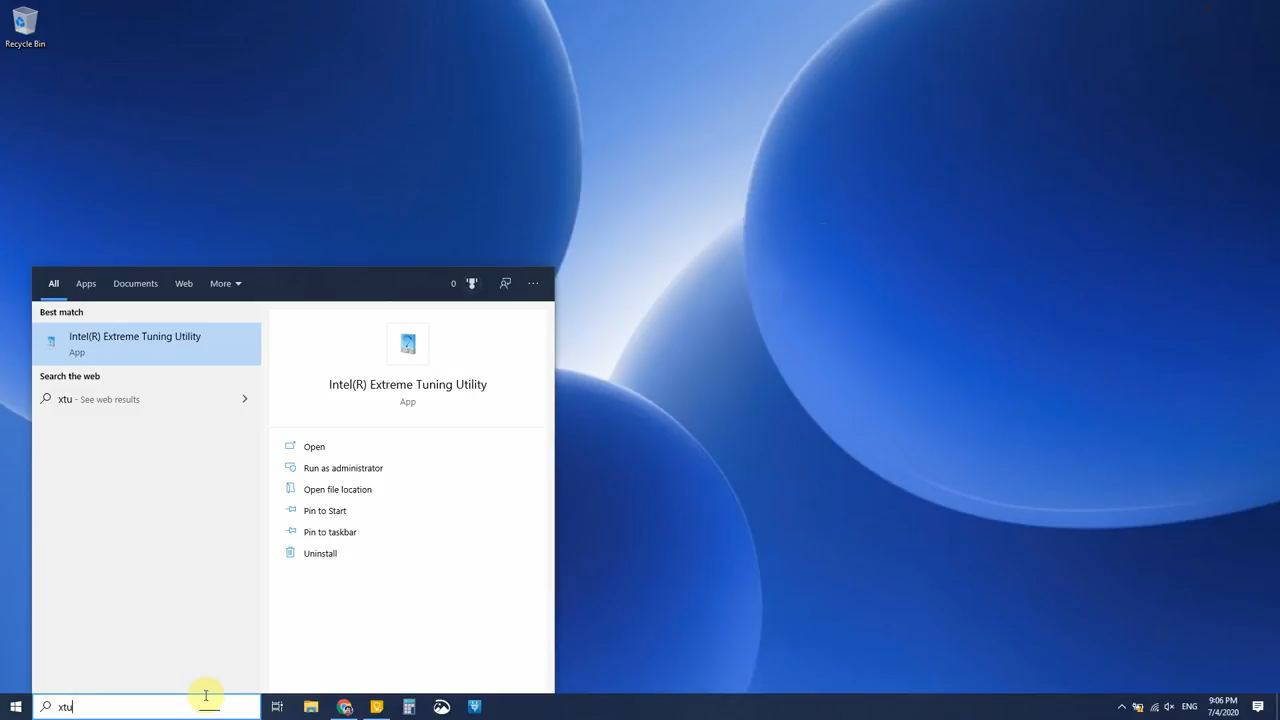 Recycle Bin
All Apps Documents Web More 0 ...
Best match
Intel(R) Extreme Tuning Utility
App
Search the web
xtu - See web results
Intel(R) Extreme Tuning Utility
App
Open
Run as administrator
Open file location
Pin to Start
Pin to taskbar
Uninstall
xtu
ENG
9:06 PM
7/4/2020